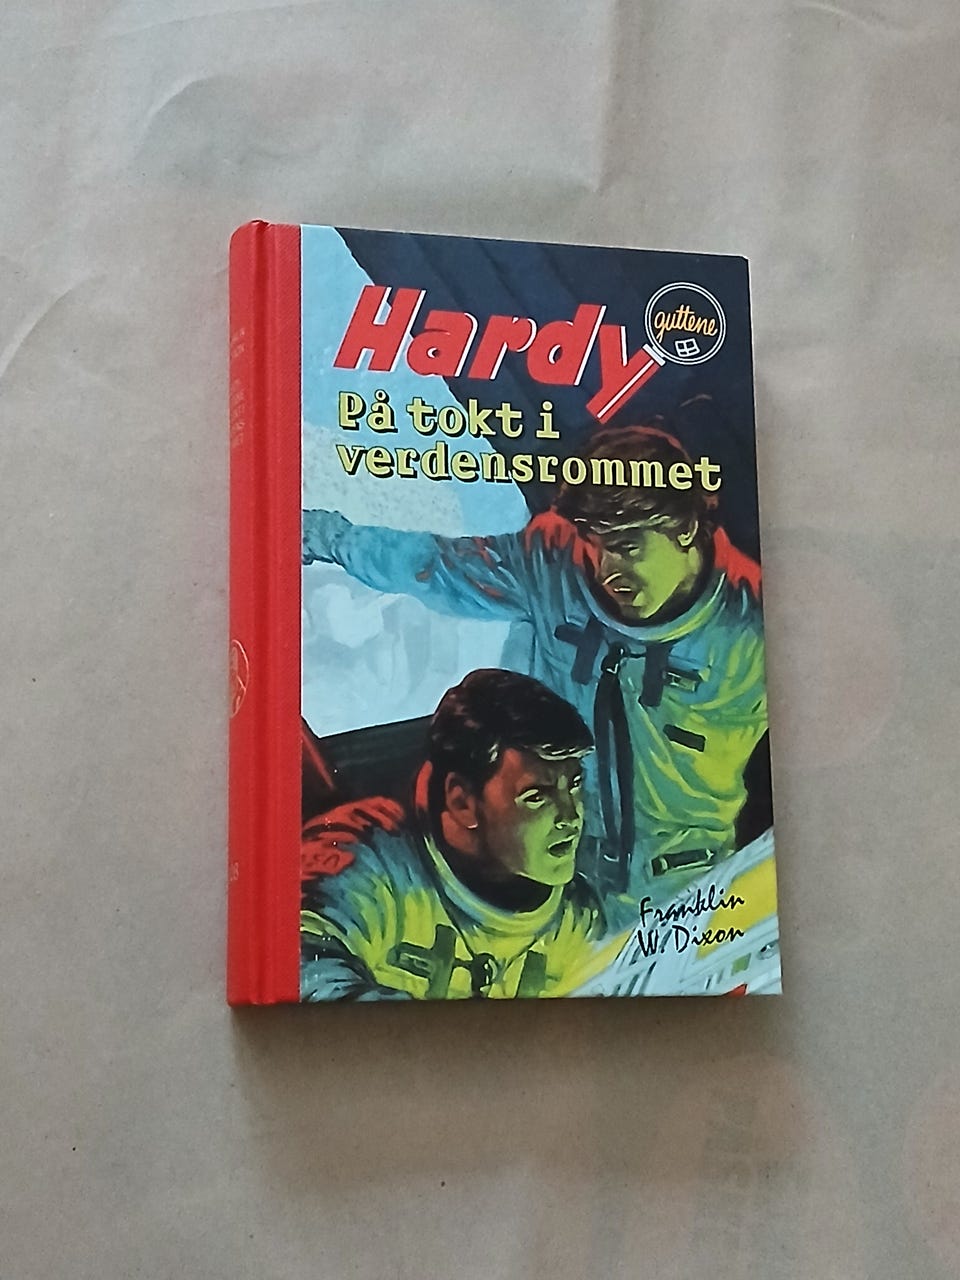 Hardy
guttene
På tokt i
verdensrommet
Franklin
W. Dixon